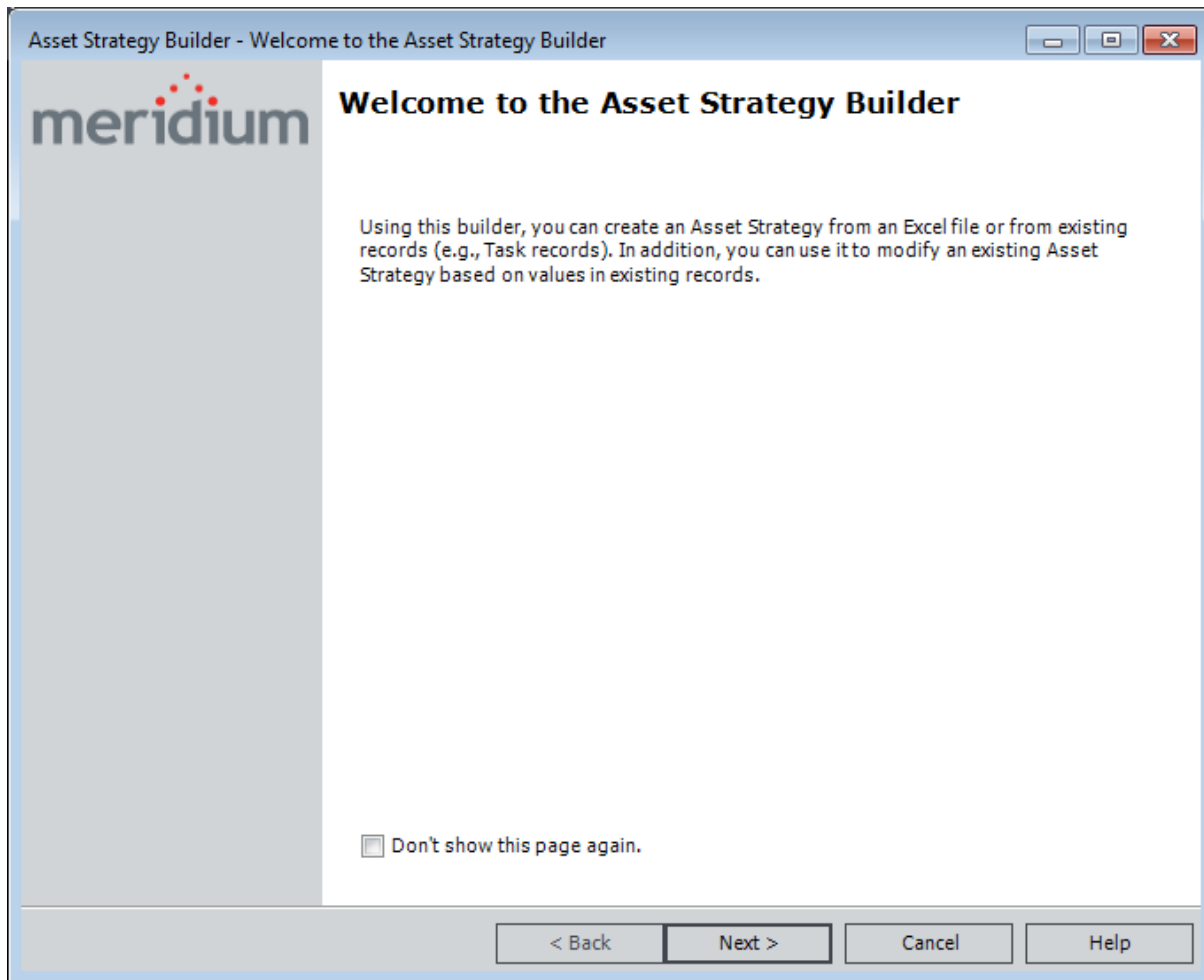 Asset Strategy Builder - Welcome to the Asset Strategy Builder
meridium
Welcome to the Asset Strategy Builder
Using this builder, you can create an Asset Strategy from an Excel file or from existing
records (e.g., Task records). In addition, you can use it to modify an existing Asset
Strategy based on values in existing records.
Don't show this page again.
< Back
Next >
Cancel
Help